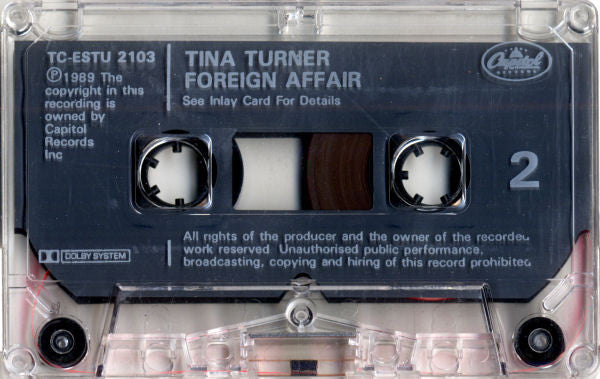 TC-ESTU 2103
Ⓟ1989 The
copyright in this
recording is
owned by
Capitol
Records
Inc
TINA TURNER
FOREIGN AFFAIR
See Inlay Card For Details
Capitol
RECORDS
2
DOLBY SYSTEM
All rights of the producer and the owner of the recorded
work reserved Unauthorised public performance,
broadcasting, copying and hiring of this record prohibited